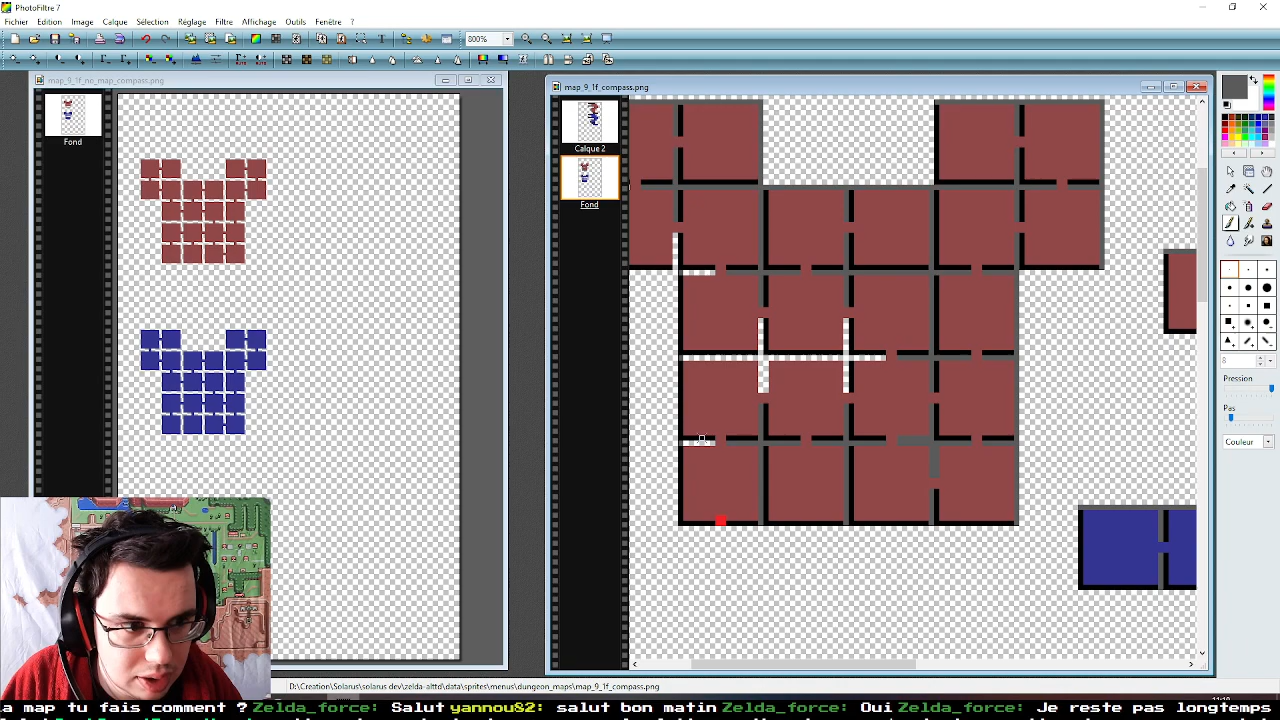 PhotoFiltre 7
Fichier Edition Image Calque Sélection Réglage Filtre Affichage Outils Fenêtre ?
800%
map_9_1f_no_map_compass.png
map_9_1f_compass.png
Fond
Calque 2
Fond
8
Pression
Pas
Couleur
D:\Creation\Solarus\solarus dev\zelda-alttd\data\sprites\menus\dungeon_maps\map_9_1f_compass.png
la map tu fais comment ? Zelda_force: Salut yannou82: salut bon matin Zelda_force: Oui Zelda_force: Je reste pas longtemps